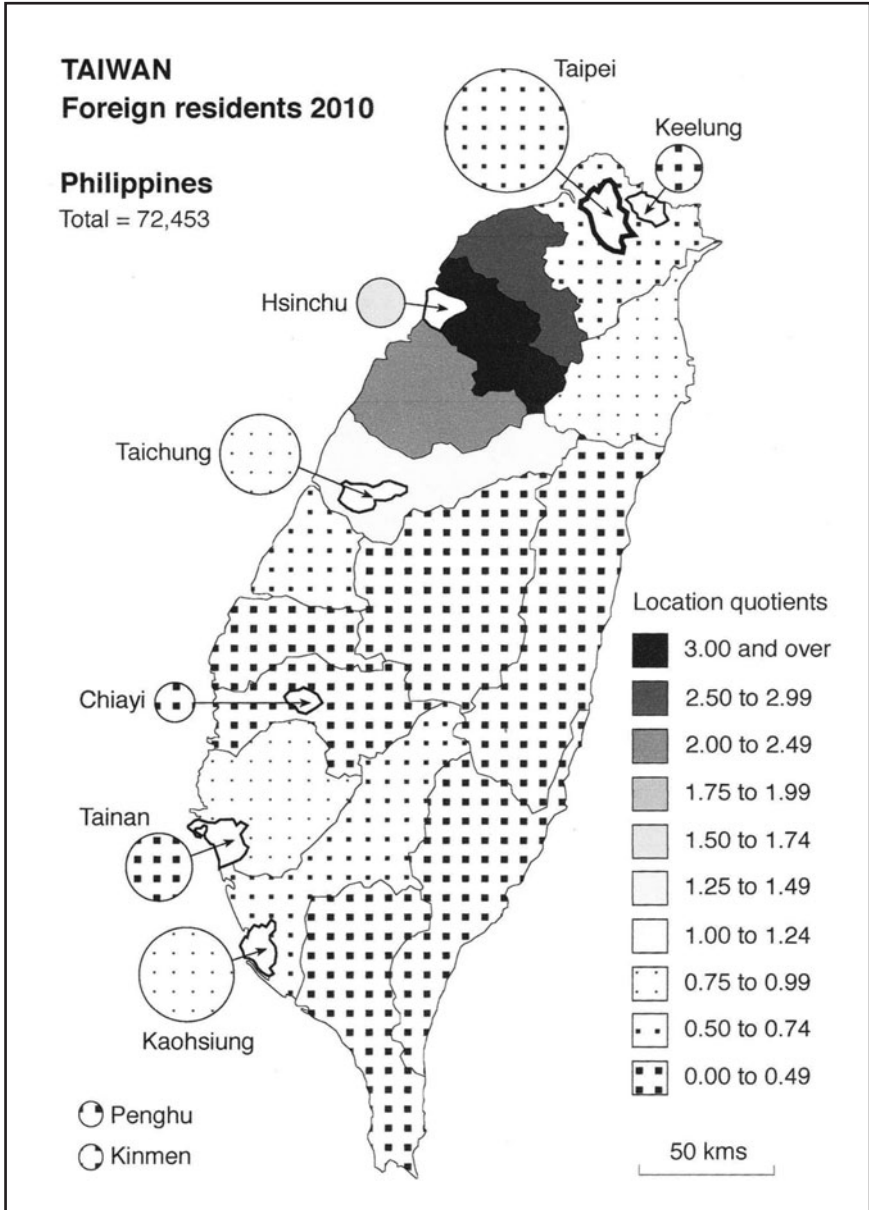 TAIWAN
Foreign residents 2010
Philippines
Total = 72,453
Taipei
Keelung
Hsinchu
Taichung
Chiayi
Tainan
Kaohsiung
Penghu
Kinmen
Location quotients
3.00 and over
2.50 to 2.99
2.00 to 2.49
1.75 to 1.99
1.50 to 1.74
1.25 to 1.49
1.00 to 1.24
0.75 to 0.99
0.50 to 0.74
0.00 to 0.49
50 kms